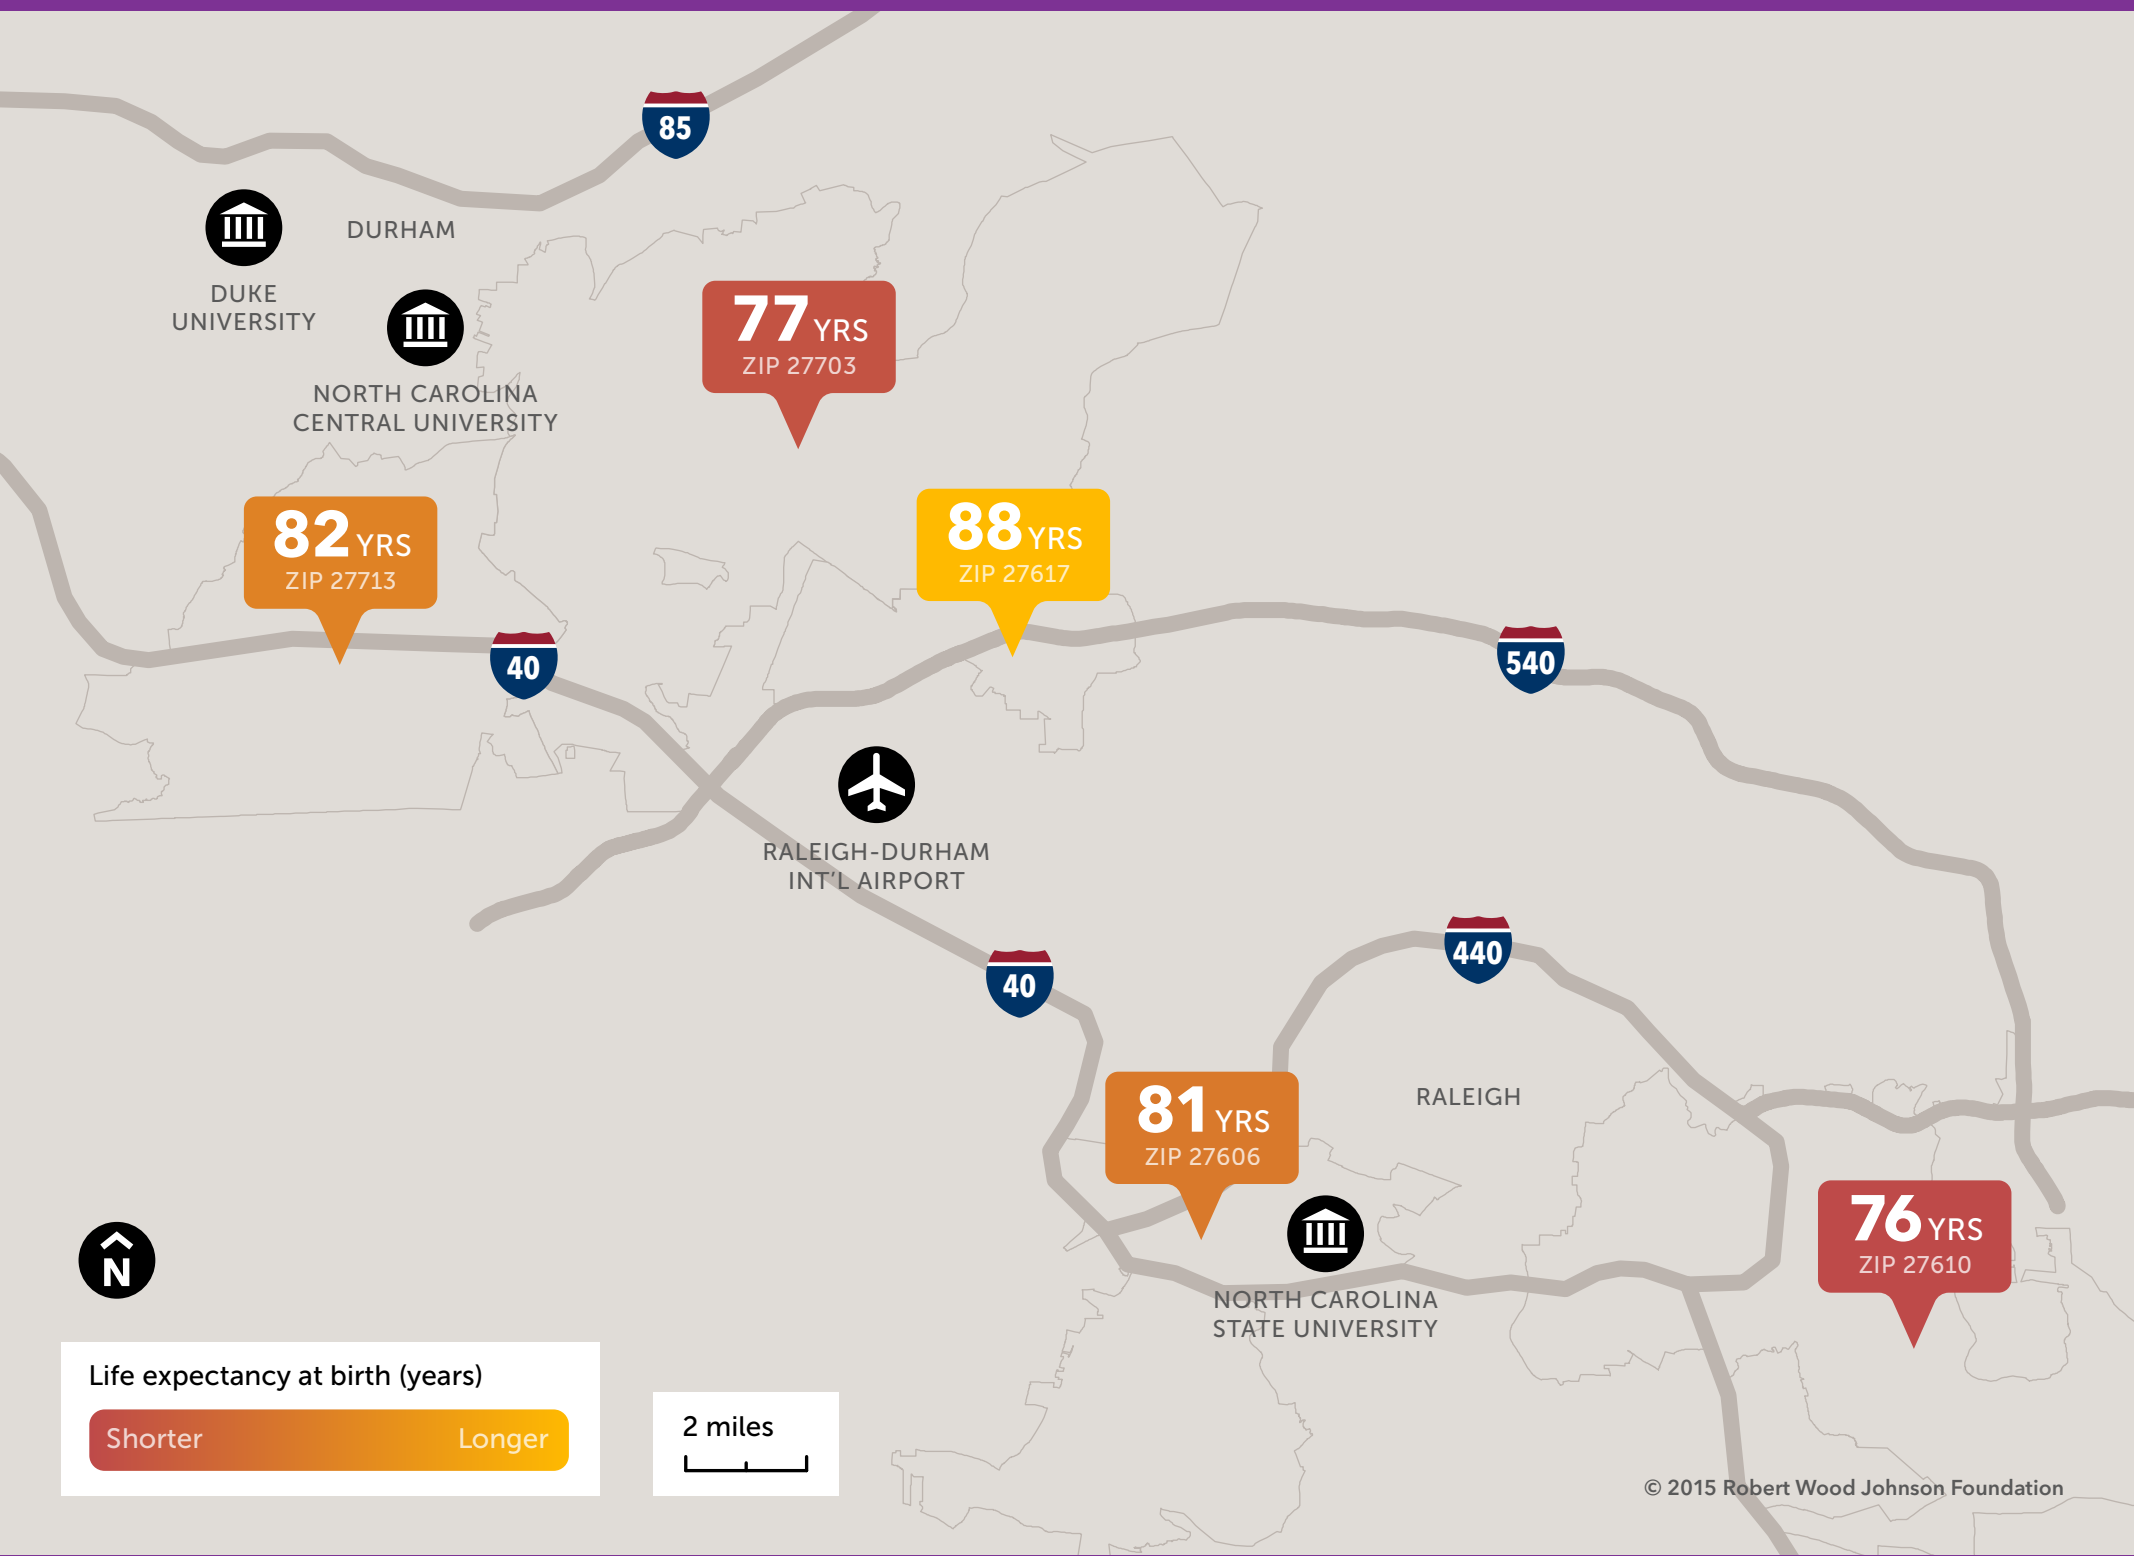 85
DURHAM
DUKE
UNIVERSITY
NORTH CAROLINA
CENTRAL UNIVERSITY
77 YRS
ZIP 27703
82 YRS
ZIP 27713
88 YRS
ZIP 27617
40
540
RALEIGH-DURHAM
INT'L AIRPORT
40
440
RALEIGH
81 YRS
ZIP 27606
76 YRS
ZIP 27610
NORTH CAROLINA
STATE UNIVERSITY
N
Life expectancy at birth (years)
Shorter Longer
2 miles
© 2015 Robert Wood Johnson Foundation